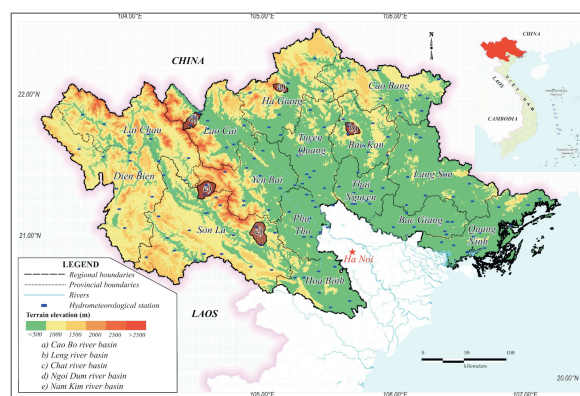 104.00'E
105.00'E
106.00'E
CHINA
CHINA
22.00'N
Cao Bang
Ha Giang
LAOS
VIET NAM
CAMBODIA
Lai Chau
Lao Cai
Tuyen
Quang
Bac Kan
Dien Bien
Yen Bai
Thai
Nguyen
Lang Son
Son La
Phu
Tho
Bac Giang
Quang
Ninh
21.00'N
Ha Noi
Hoa Binh
LEGEND
Regional boundaries
Provincial boundaries
Rivers
Hydrometeorological station
Terrain elevation (m)
<500 1000 1500 2000 2500 >2500
a) Cao Bo river basin
b) Leng river basin
c) Chat river basin
d) Ngoi Dum river basin
e) Nam Kim river basin
LAOS
0 50 100
kilometers
20.00'N
105.00'E
106.00'E
107.00'E